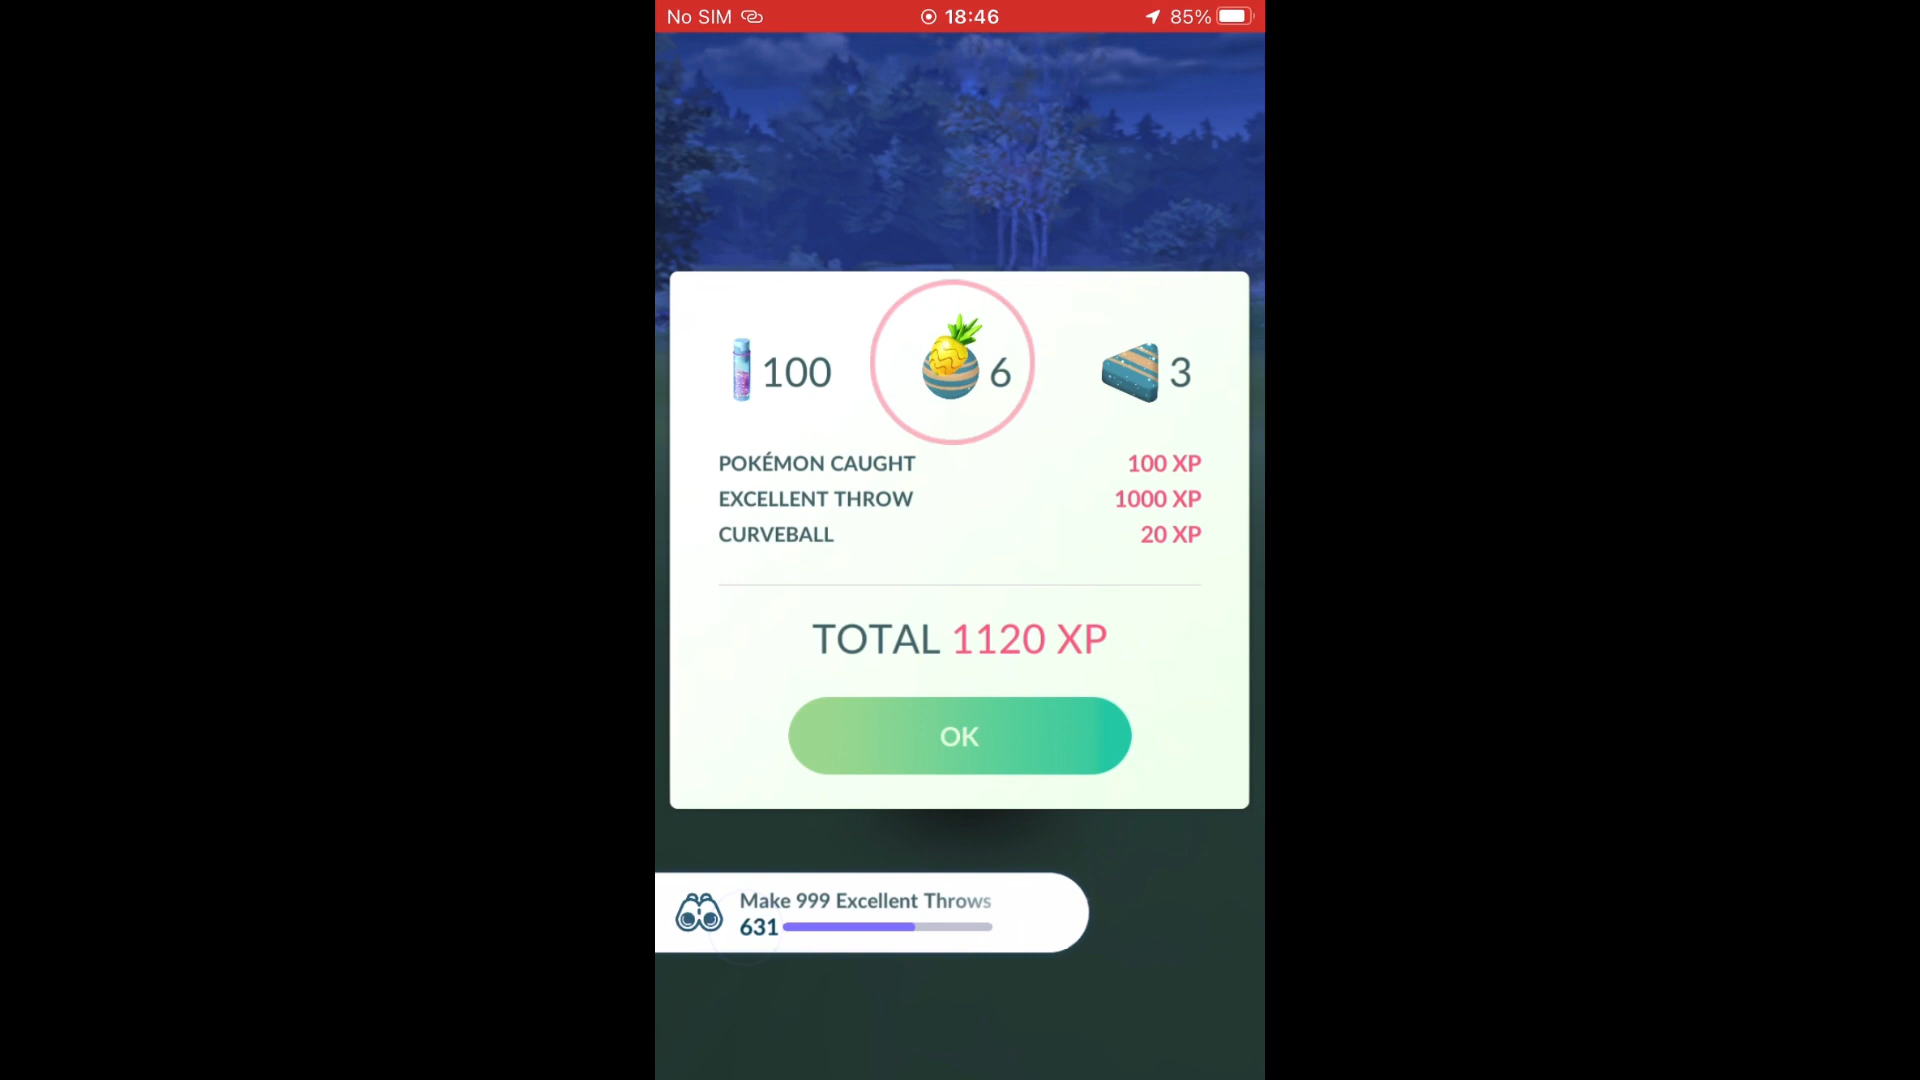 No SIM 18:46 85%
100 6 3
POKÉMON CAUGHT 100 XP
EXCELLENT THROW 1000 XP
CURVEBALL 20 XP
TOTAL 1120 XP
OK
Make 999 Excellent Throws
631